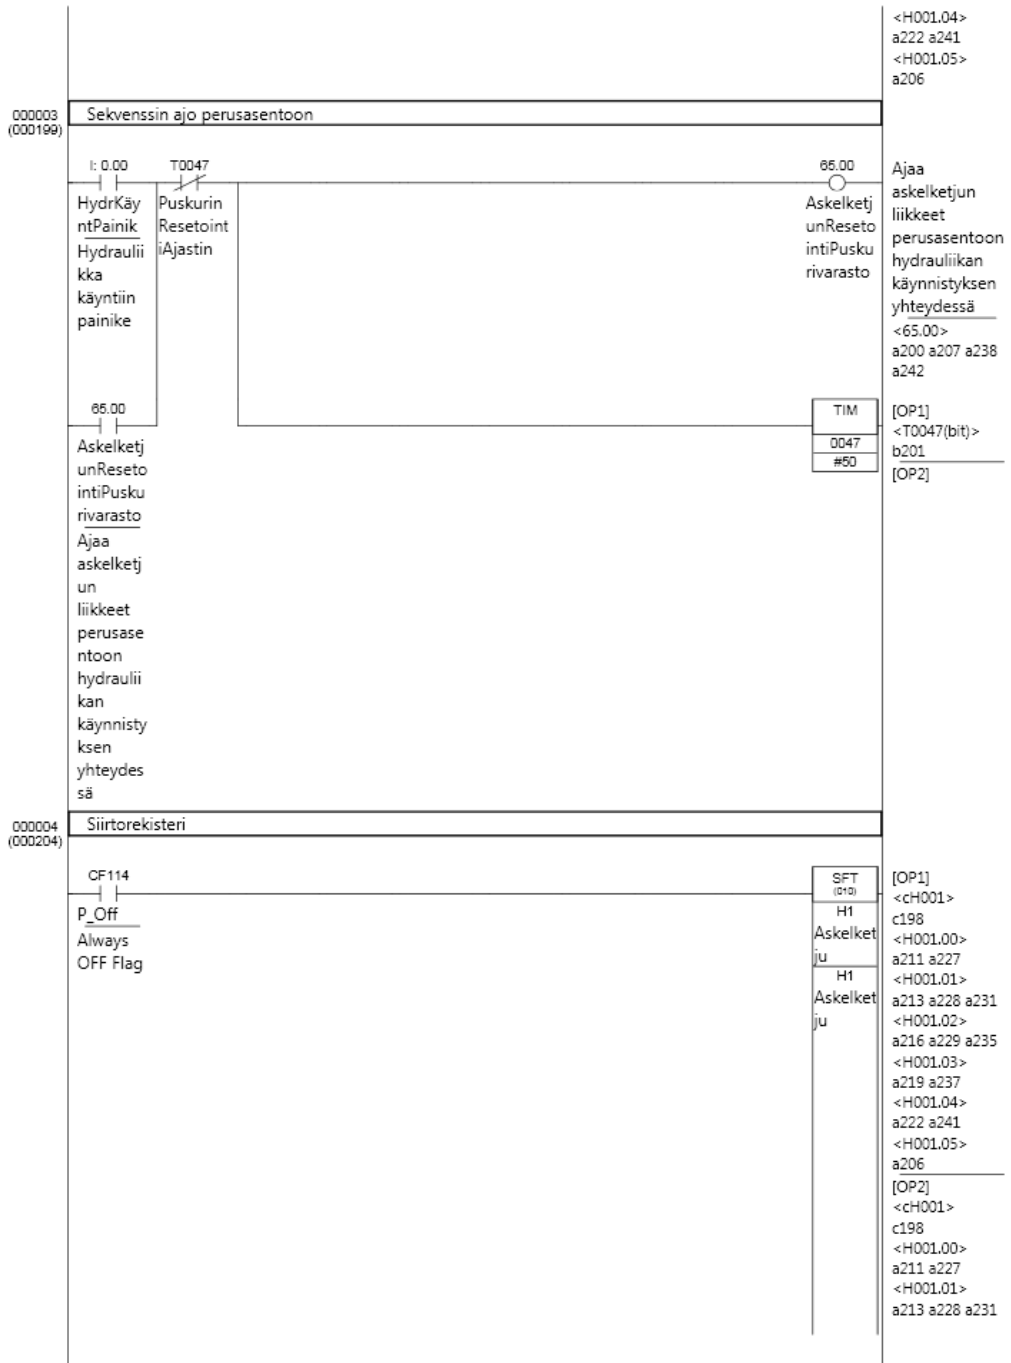 <H001.04>
a222 a241
<H001.05>
a206
000003
(000199)
Sekvenssin ajo perusasentoon
I: 0.00
HydrKäy
ntPainik
Hydraulii
kka
käyntiin
painike
T0047
Puskurin
Resetoint
iAjastin
65.00
Askelketj
unReseto
intiPusku
rivarasto
Ajaa
askelketjun
liikkeet
perusasentoon
hydrauliikan
käynnistyksen
yhteydessä
<65.00>
a200 a207 a238
a242
65.00
Askelketj
unReseto
intiPusku
rivarasto
Ajaa
askelketj
un
liikkeet
perusase
ntoon
hydraulii
kan
käynnisty
ksen
yhteydes
sä
TIM
0047
#50
[OP1]
<T0047(bit)>
b201
[OP2]
000004
(000204)
Siirtorekisteri
CF114
P_Off
Always
OFF Flag
SFT
(010)
H1
Askelket
ju
H1
Askelket
ju
[OP1]
<cH001>
c198
<H001.00>
a211 a227
<H001.01>
a213 a228 a231
<H001.02>
a216 a229 a235
<H001.03>
a219 a237
<H001.04>
a222 a241
<H001.05>
a206
[OP2]
<cH001>
c198
<H001.00>
a211 a227
<H001.01>
a213 a228 a231